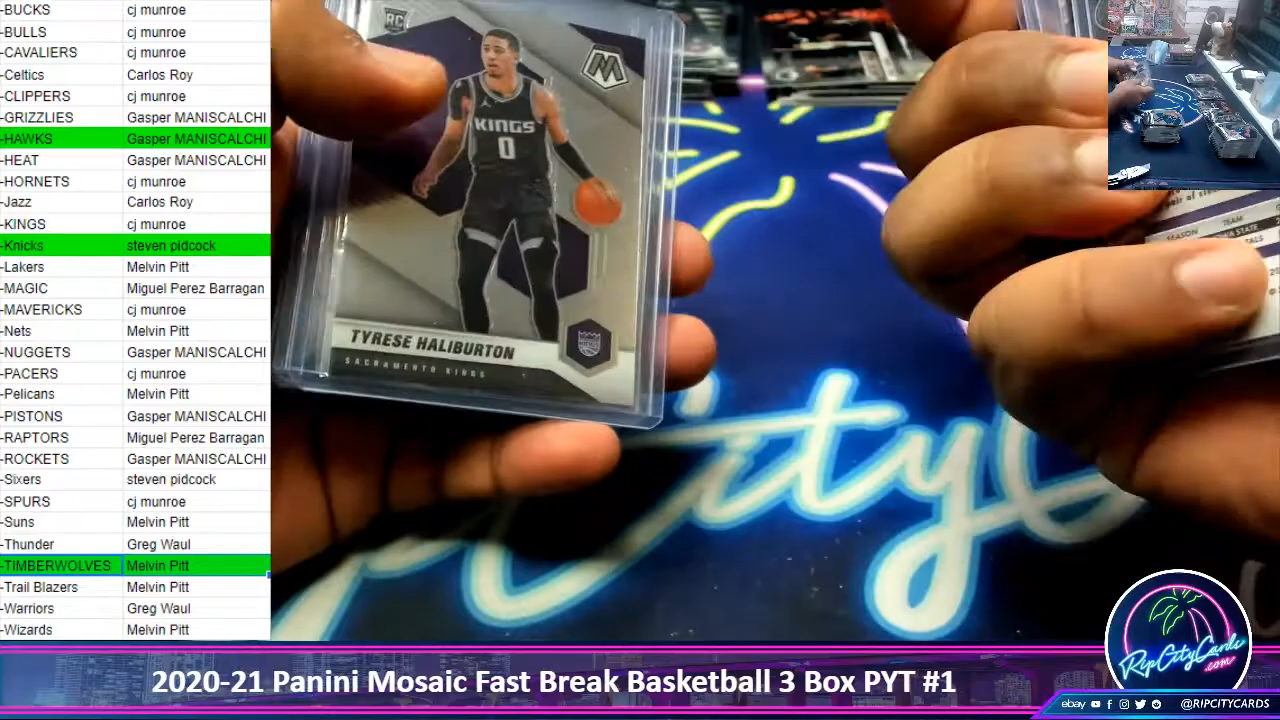 -BUCKS cj munroe
-BULLS cj munroe
-CAVALIERS cj munroe
-Celtics Carlos Roy
-CLIPPERS cj munroe
-GRIZZLIES Gasper MANISCALCHI
-HAWKS Gasper MANISCALCHI
-HEAT Gasper MANISCALCHI
-HORNETS cj munroe
-Jazz Carlos Roy
-KINGS cj munroe
-Knicks steven pidcock
-Lakers Melvin Pitt
-MAGIC Miguel Perez Barragan
-MAVERICKS cj munroe
-Nets Melvin Pitt
-NUGGETS Gasper MANISCALCHI
-PACERS cj munroe
-Pelicans Melvin Pitt
-PISTONS Gasper MANISCALCHI
-RAPTORS Miguel Perez Barragan
-ROCKETS Gasper MANISCALCHI
-Sixers steven pidcock
-SPURS cj munroe
-Suns Melvin Pitt
-Thunder Greg Waul
-TIMBERWOLVES Melvin Pitt
-Trail Blazers Melvin Pitt
-Warriors Greg Waul
-Wizards Melvin Pitt
RC
M
KINGS
0
TYRESE HALIBURTON
SACRAMENTO KINGS
SEASON TEAM
City
RipCityCards
.com
2020-21 Panini Mosaic Fast Break Basketball 3 Box PYT #1
ebay @RIPCITYCARDS